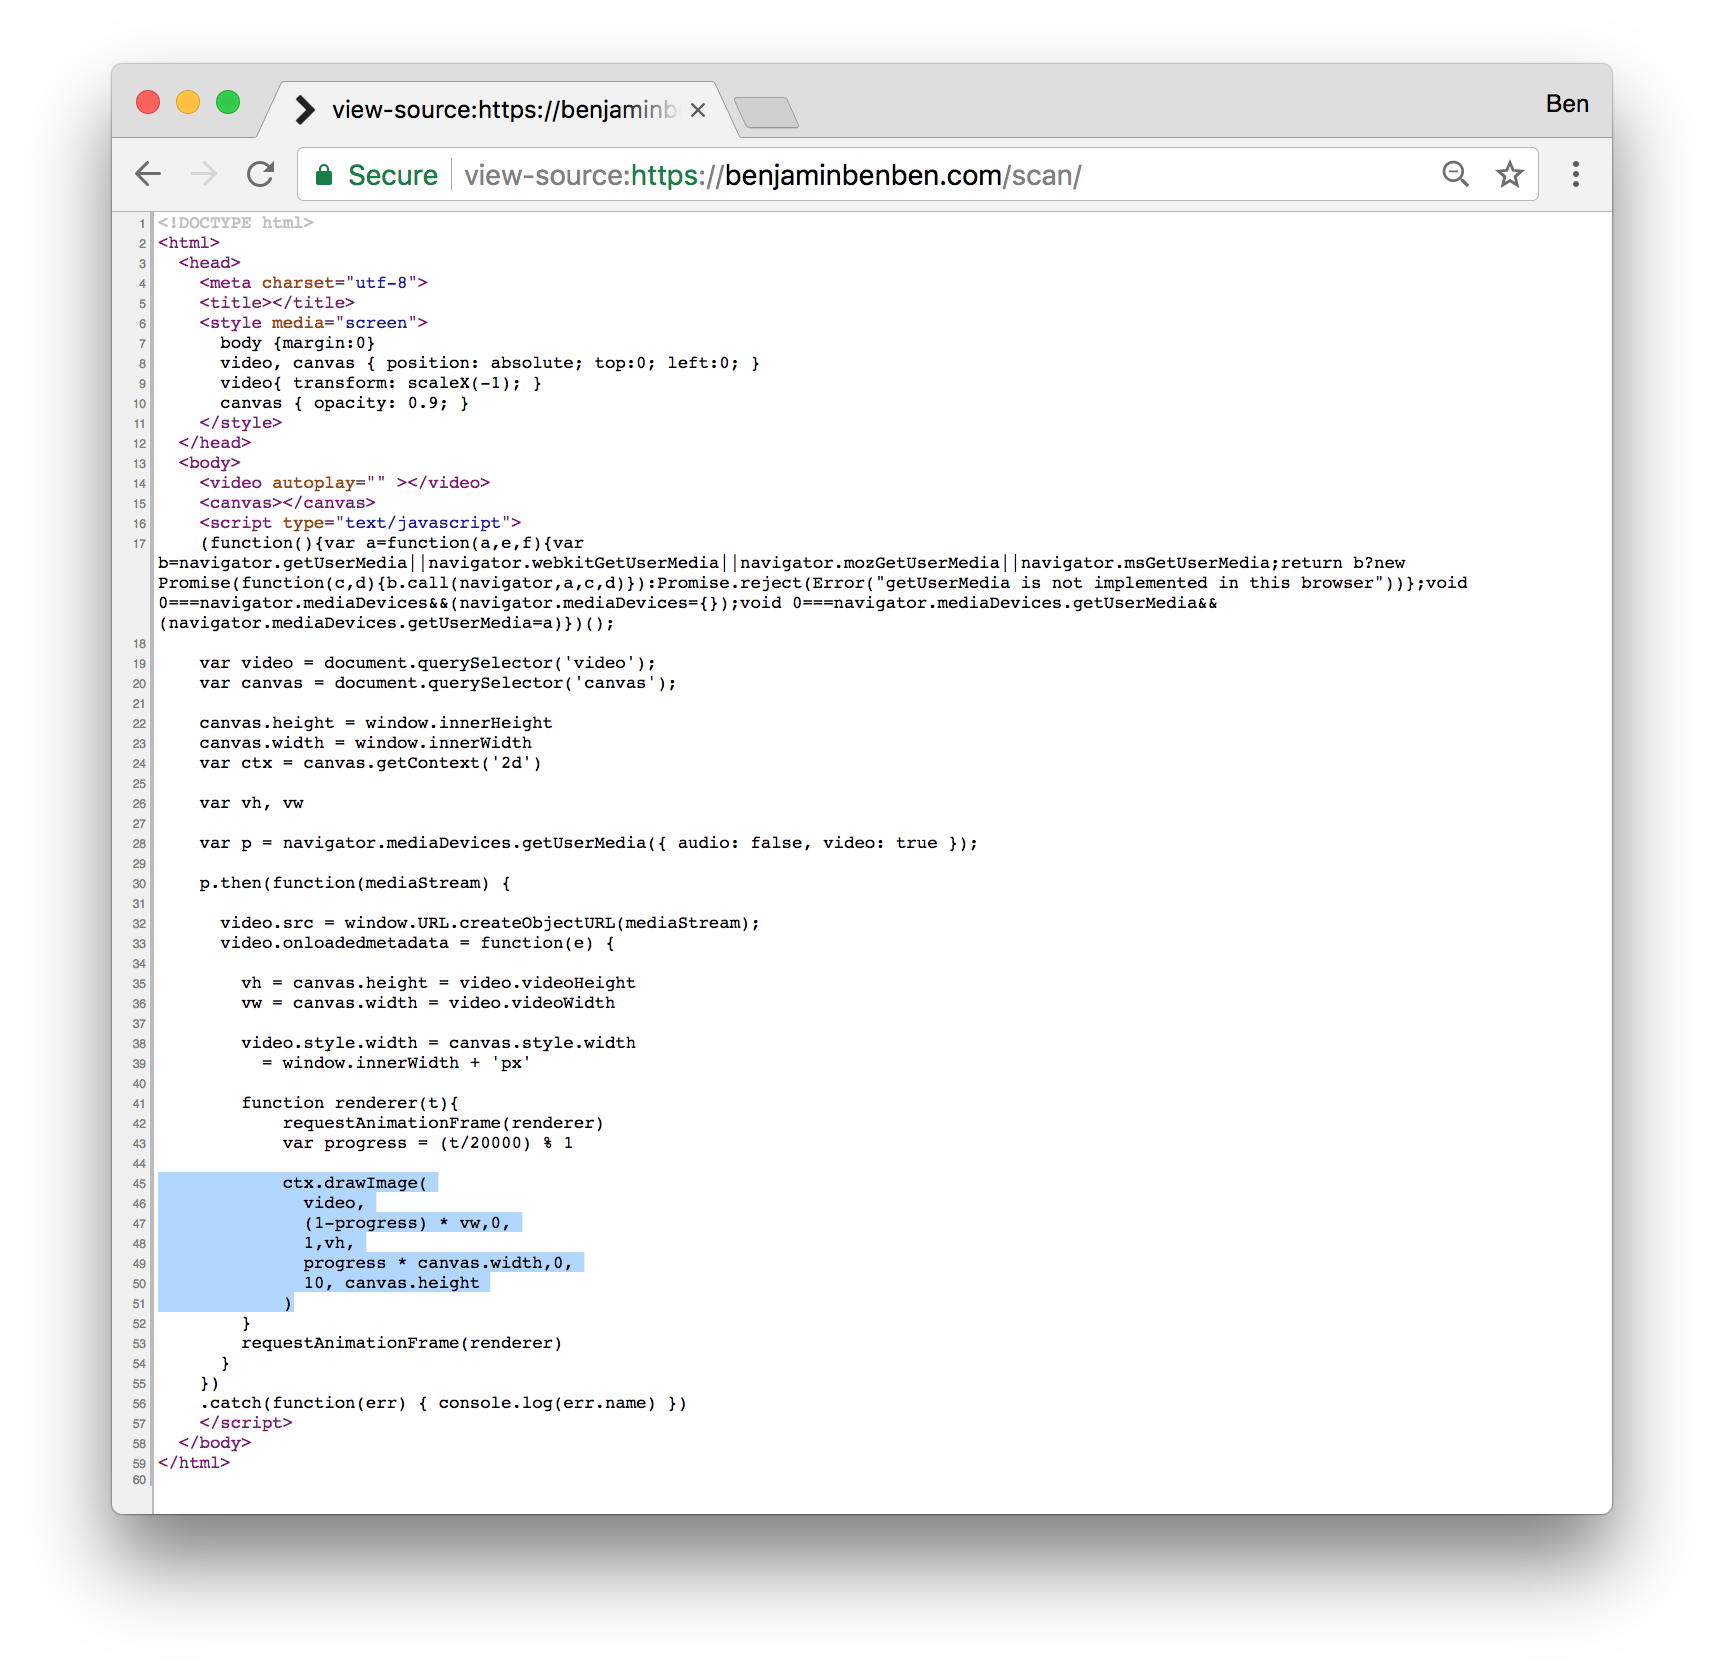 view-source:https://benjaminb
Ben
Secure view-source:https://benjaminbenben.com/scan/
1 <!DOCTYPE html>
2 <html>
3   <head>
4     <meta charset="utf-8">
5     <title></title>
6     <style media="screen">
7       body {margin:0}
8       video, canvas { position: absolute; top:0; left:0; }
9       video{ transform: scaleX(-1); }
10       canvas { opacity: 0.9; }
11     </style>
12   </head>
13   <body>
14     <video autoplay="" ></video>
15     <canvas></canvas>
16     <script type="text/javascript">
17     (function(){var a=function(a,e,f){var
b=navigator.getUserMedia||navigator.webkitGetUserMedia||navigator.mozGetUserMedia||navigator.msGetUserMedia;return b?new
Promise(function(c,d){b.call(navigator,a,c,d)}):Promise.reject(Error("getUserMedia is not implemented in this browser"))};void
0===navigator.mediaDevices&&(navigator.mediaDevices={});void 0===navigator.mediaDevices.getUserMedia&&
(navigator.mediaDevices.getUserMedia=a)})();
18
19     var video = document.querySelector('video');
20     var canvas = document.querySelector('canvas');
21
22     canvas.height = window.innerHeight
23     canvas.width = window.innerWidth
24     var ctx = canvas.getContext('2d')
25
26     var vh, vw
27
28     var p = navigator.mediaDevices.getUserMedia({ audio: false, video: true });
29
30     p.then(function(mediaStream) {
31
32       video.src = window.URL.createObjectURL(mediaStream);
33       video.onloadedmetadata = function(e) {
34
35         vh = canvas.height = video.videoHeight
36         vw = canvas.width = video.videoWidth
37
38         video.style.width = canvas.style.width
39           = window.innerWidth + 'px'
40
41         function renderer(t){
42             requestAnimationFrame(renderer)
43             var progress = (t/20000) % 1
44
45             ctx.drawImage(
46               video,
47               (1-progress) * vw,0,
48               1,vh,
49               progress * canvas.width,0,
50               10, canvas.height
51             )
52         }
53         requestAnimationFrame(renderer)
54       }
55     })
56     .catch(function(err) { console.log(err.name) })
57     </script>
58   </body>
59 </html>
60